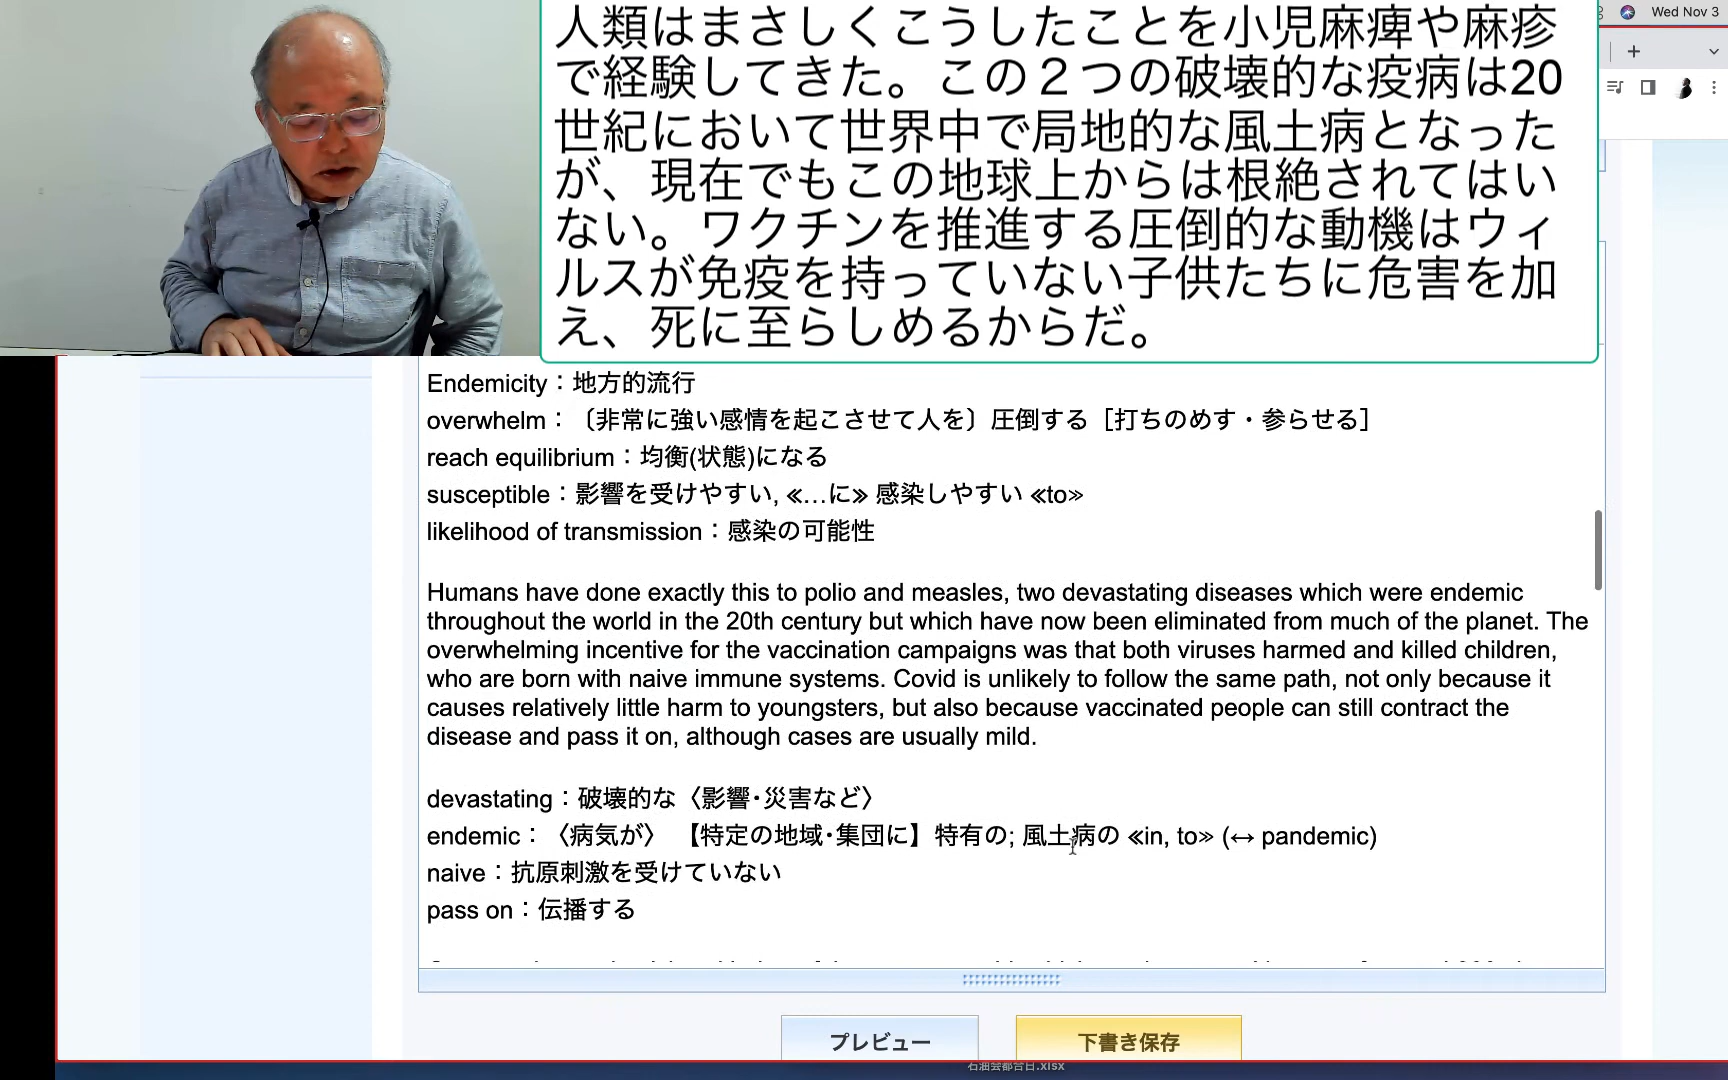 人類はまさしくこうしたことを小児麻痺や麻疹
で経験してきた。この２つの破壊的な疫病は20
世紀において世界中で局地的な風土病となった
が、現在でもこの地球上からは根絶されてはい
ない。ワクチンを推進する圧倒的な動機はウィ
ルスが免疫を持っていない子供たちに危害を加
え、死に至らしめるからだ。
Wed Nov 3
Endemicity：地方的流行
overwhelm：〔非常に強い感情を起こさせて人を〕圧倒する［打ちのめす・参らせる］
reach equilibrium：均衡(状態)になる
susceptible：影響を受けやすい, ≪…に≫ 感染しやすい ≪to≫
likelihood of transmission：感染の可能性
Humans have done exactly this to polio and measles, two devastating diseases which were endemic
throughout the world in the 20th century but which have now been eliminated from much of the planet. The
overwhelming incentive for the vaccination campaigns was that both viruses harmed and killed children,
who are born with naive immune systems. Covid is unlikely to follow the same path, not only because it
causes relatively little harm to youngsters, but also because vaccinated people can still contract the
disease and pass it on, although cases are usually mild.
devastating：破壊的な〈影響･災害など〉
endemic：〈病気が〉【特定の地域･集団に】特有の; 風土病の ≪in, to≫ (↔ pandemic)
naive：抗原刺激を受けていない
pass on：伝播する
プレビュー
下書き保存
石油会都合日.xlsx